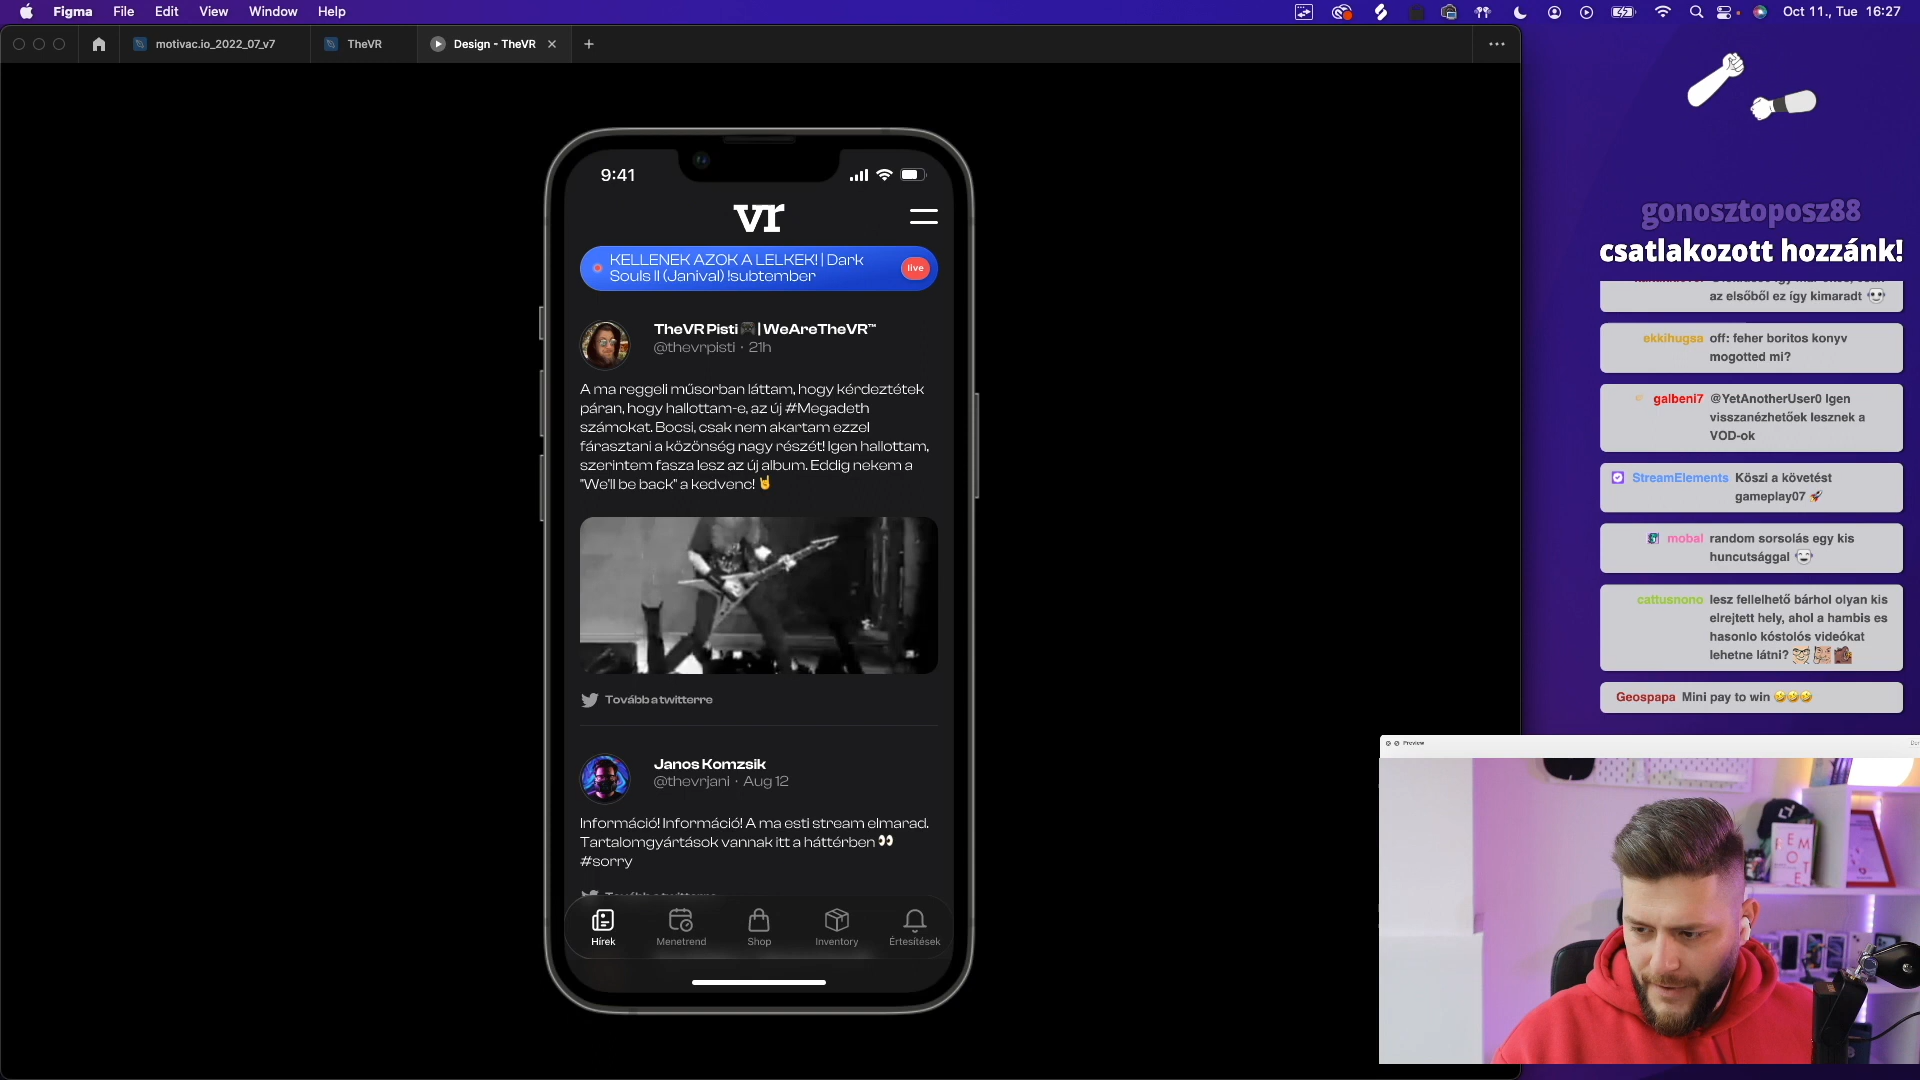 Figma File Edit View Window Help
Oct 11., Tue 16:27
motivac.io_2022_07_v7
TheVR
Design - TheVR
9:41
vr
KELLENEK AZOK A LELKEK! | Dark
Souls II (Janival) !subtember
live
TheVR Pisti 🎮 | WeAreTheVR™
@thevrpisti · 21h
A ma reggeli műsorban láttam, hogy kérdeztétek
páran, hogy hallottam-e, az új #Megadeth
számokat. Bocsi, csak nem akartam ezzel
fárasztani a közönség nagy részét! Igen hallottam,
szerintem fasza lesz az új album. Eddig nekem a
"We'll be back" a kedvenc! 🤘
Tovább a twitterre
Janos Komzsik
@thevrjani · Aug 12
Információ! Információ! A ma esti stream elmarad.
Tartalomgyártások vannak itt a háttérben 👀
#sorry
Hírek
Menetrend
Shop
Inventory
Értesítések
gonosztoposz88
csatlakozott hozzánk!
az elsőből ez így kimaradt
ekkihugsa off: feher boritos konyv
mogotted mi?
galbeni7 @YetAnotherUser0 Igen
visszanézhetőek lesznek a
VOD-ok
StreamElements Köszi a követést
gameplay07 🚀
mobal random sorsolás egy kis
huncutsággal
cattusnono lesz fellelhető bárhol olyan kis
elrejtett hely, ahol a hambis es
hasonlo kóstolós videókat
lehetne látni?
Geospapa Mini pay to win 🤣🤣🤣
Preview